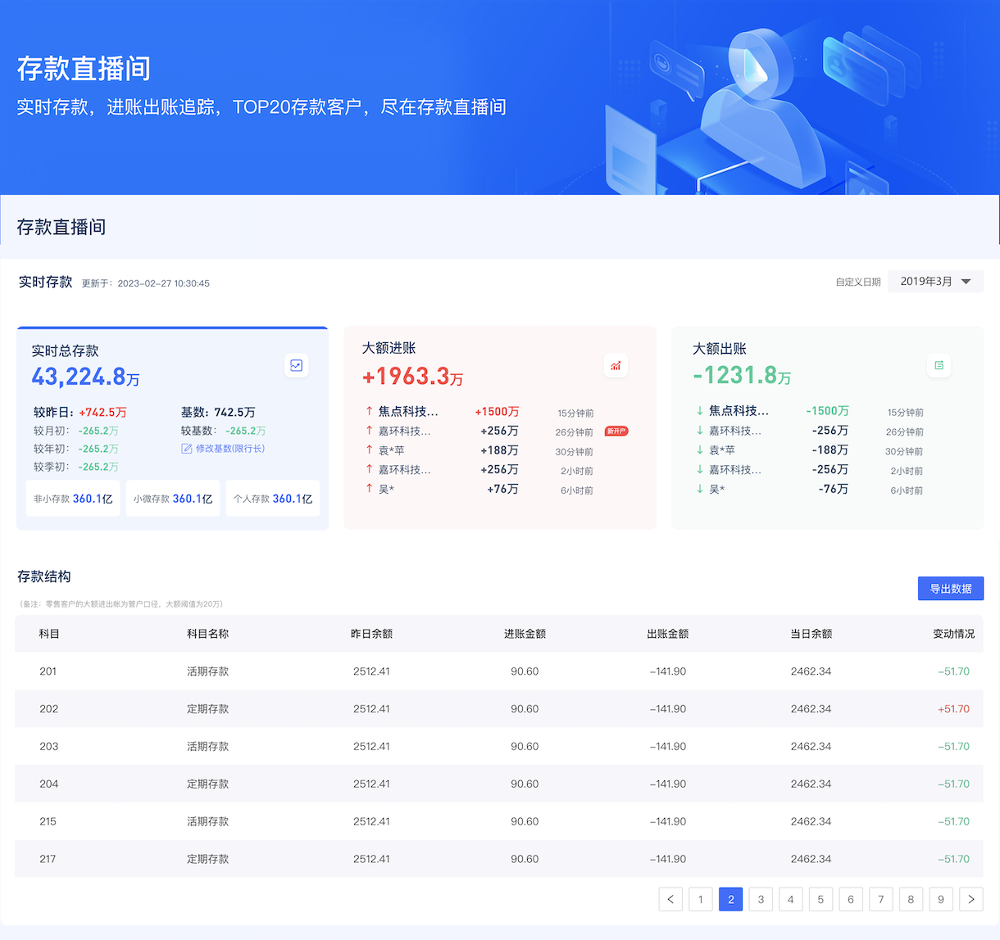 存款直播间
实时存款，进账出账追踪，TOP20存款客户，尽在存款直播间
存款直播间
实时存款 更新于：2023-02-27 10:30:45 自定义日期 2019年3月
实时总存款
43,224.8万
较昨日：+742.5万 基数：742.5万
较月初：-265.2万 较基数：-265.2万
较年初：-265.2万 修改基数(限行长)
较季初：-265.2万
非小存款 360.1亿 小微存款 360.1亿 个人存款 360.1亿
大额进账
+1963.3万
↑ 焦点科技... +1500万 15分钟前
↑ 嘉环科技... +256万 26分钟前 新开户
↑ 袁*苹 +188万 30分钟前
↑ 嘉环科技... +256万 2小时前
↑ 吴* +76万 6小时前
大额出账
-1231.8万
↓ 焦点科技... -1500万 15分钟前
↓ 嘉环科技... -256万 26分钟前
↓ 袁*苹 -188万 30分钟前
↓ 嘉环科技... -256万 2小时前
↓ 吴* -76万 6小时前
存款结构
（备注：零售客户的大额进出帐为管户口径，大额阈值为20万）
导出数据
科目 科目名称 昨日余额 进账金额 出账金额 当日余额 变动情况
201 活期存款 2512.41 90.60 -141.90 2462.34 -51.70
202 定期存款 2512.41 90.60 -141.90 2462.34 +51.70
203 活期存款 2512.41 90.60 -141.90 2462.34 -51.70
204 定期存款 2512.41 90.60 -141.90 2462.34 -51.70
215 活期存款 2512.41 90.60 -141.90 2462.34 -51.70
217 定期存款 2512.41 90.60 -141.90 2462.34 -51.70
< 1 2 3 4 5 6 7 8 9 >